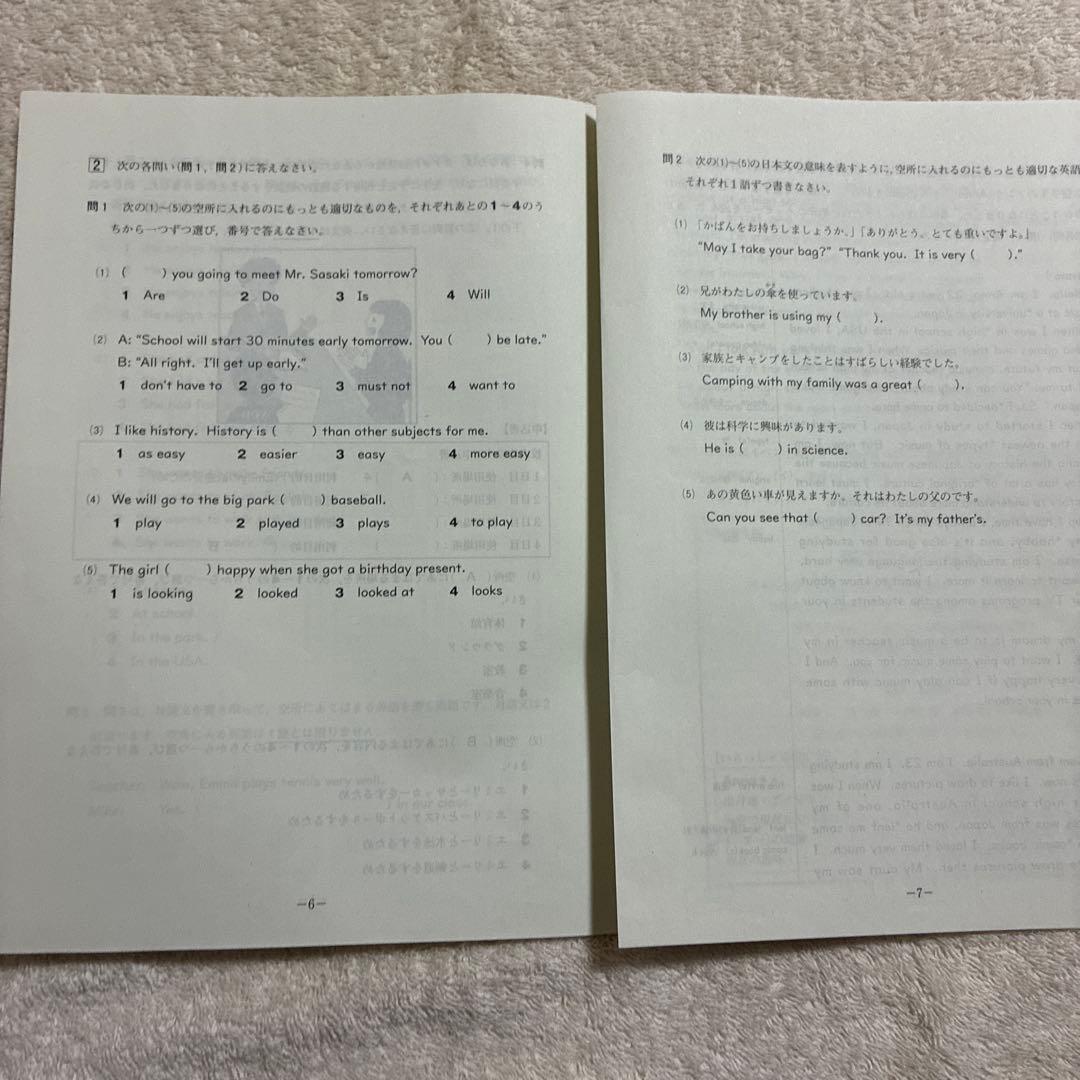 2 次の各問い(問1，問2)に答えなさい。
問1 次の(1)～(5)の空所に入れるのにもっとも適切なものを，それぞれあとの1～4のう
ちから一つずつ選び，番号で答えなさい。
(1) (　　) you going to meet Mr. Sasaki tomorrow?
1 Are 2 Do 3 Is 4 Will
(2) A: “School will start 30 minutes early tomorrow. You (　　) be late.”
B: “All right. I’ll get up early.”
1 don’t have to 2 go to 3 must not 4 want to
(3) I like history. History is (　　) than other subjects for me.
1 as easy 2 easier 3 easy 4 more easy
(4) We will go to the big park (　　) baseball.
1 play 2 played 3 plays 4 to play
(5) The girl (　　) happy when she got a birthday present.
1 is looking 2 looked 3 looked at 4 looks
－6－
問2 次の(1)～(5)の日本文の意味を表すように，空所に入れるのにもっとも適切な英語
それぞれ1語ずつ書きなさい。
(1) 「かばんをお持ちしましょうか。」「ありがとう。とても重いですよ。」
“May I take your bag?” “Thank you. It is very (　　).”
(2) 兄がわたしの傘を使っています。
My brother is using my (　　).
(3) 家族とキャンプをしたことはすばらしい経験でした。
Camping with my family was a great (　　).
(4) 彼は科学に興味があります。
He is (　　) in science.
(5) あの黄色い車が見えますか。それはわたしの父のです。
Can you see that (　　) car? It’s my father’s.
－7－